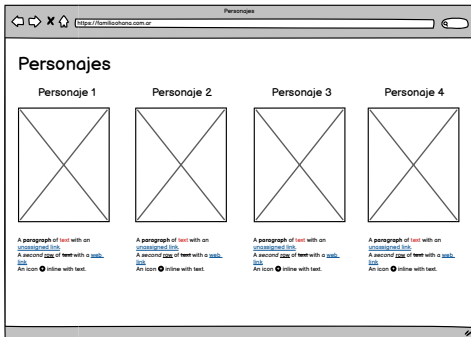 Personajes
https://familiaohana.com.ar
Personajes
Personaje 1
Personaje 2
Personaje 3
Personaje 4
A paragraph of text with an
unassigned link.
A second row of text with a web
link
An icon inline with text.
A paragraph of text with an
unassigned link.
A second row of text with a web
link
An icon inline with text.
A paragraph of text with an
unassigned link.
A second row of text with a web
link
An icon inline with text.
A paragraph of text with an
unassigned link.
A second row of text with a web
link
An icon inline with text.